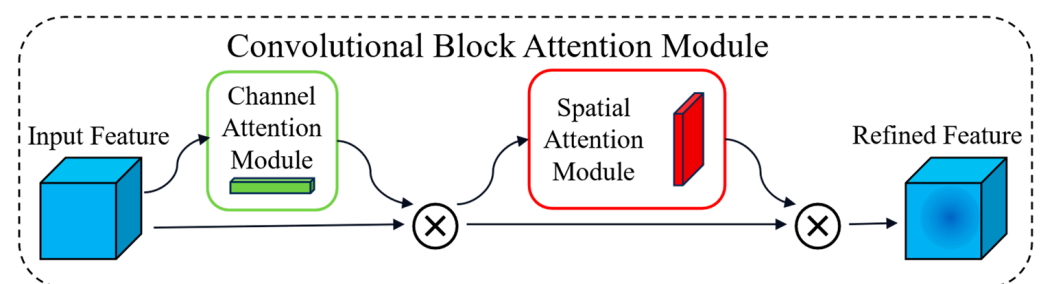 Convolutional Block Attention Module
Input Feature
Channel
Attention
Module
Spatial
Attention
Module
Refined Feature